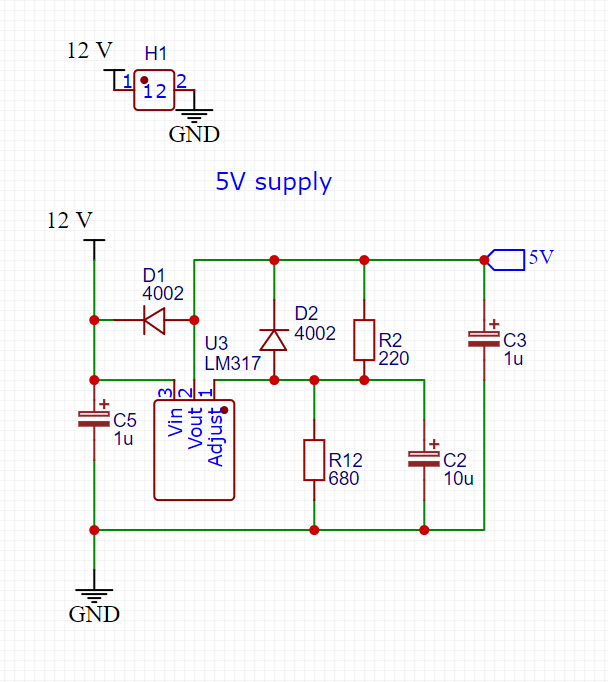 12 V
H1
1
2
12
GND
5V supply
12 V
5V
D1
4002
D2
4002
U3
LM317
R2
220
C3
1u
3
2
1
Vin
Vout
Adjust
C5
1u
R12
680
C2
10u
GND